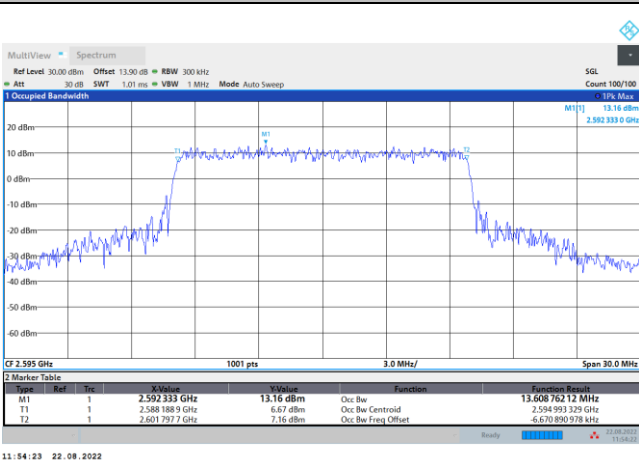 MultiView Spectrum
Ref Level 30.00 dBm Offset 13.90 dB RBW 300 kHz SGL
Att 30 dB SWT 1.01 ms VBW 1 MHz Mode Auto Sweep Count 100/100
1 Occupied Bandwidth 1Pk Max
M1[1] 13.16 dBm
2.592 333 0 GHz
M1
20 dBm
T1 T2
10 dBm
0 dBm
-10 dBm
-20 dBm
-30 dBm
-40 dBm
-50 dBm
-60 dBm
CF 2.595 GHz 1001 pts 3.0 MHz/ Span 30.0 MHz
2 Marker Table
Type Ref Trc X-Value Y-Value Function Function Result
M1 1 2.592 333 GHz 13.16 dBm Occ Bw 13.608 762 12 MHz
T1 1 2.588 188 9 GHz 6.67 dBm Occ Bw Centroid 2.594 993 329 GHz
T2 1 2.601 797 7 GHz 7.16 dBm Occ Bw Freq Offset -6.670 890 978 kHz
Ready 22.08.2022
11:54:22
11:54:23 22.08.2022